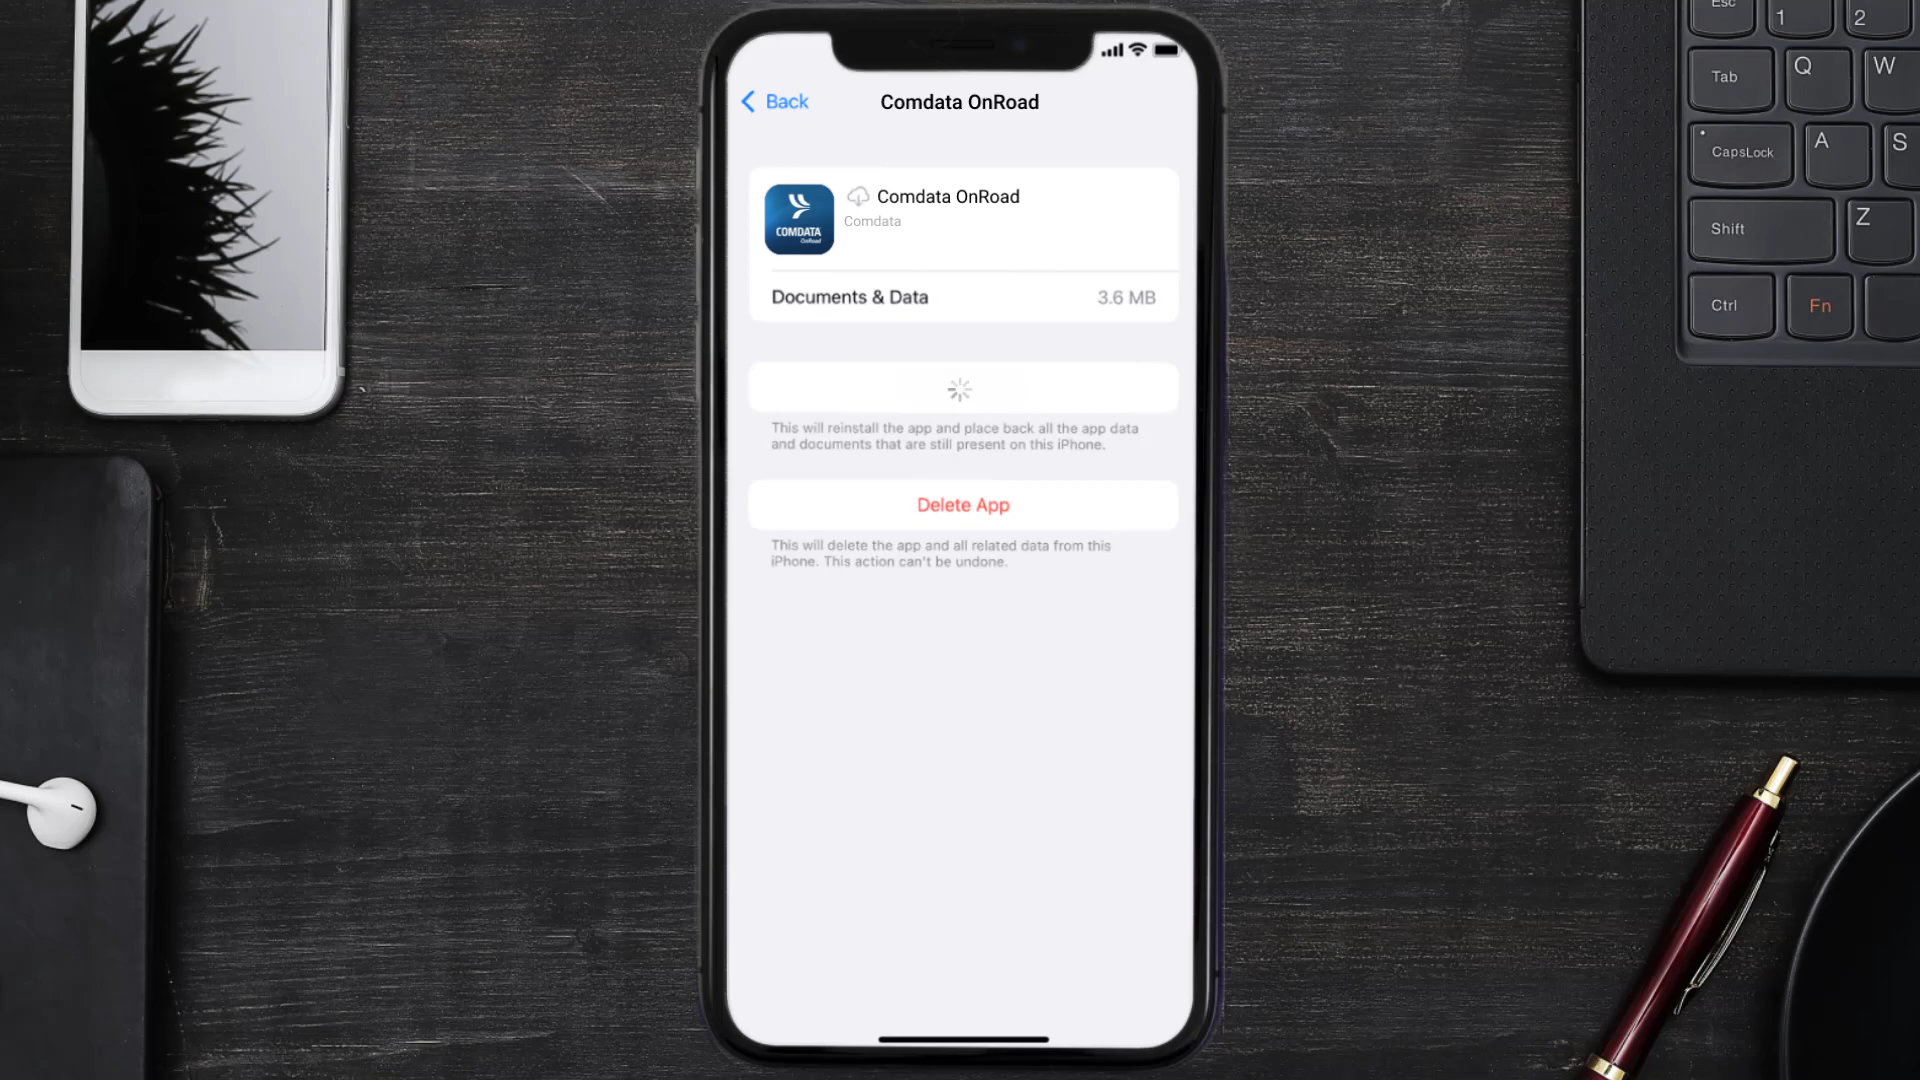 Back
Comdata OnRoad
Comdata OnRoad
Comdata
COMDATA
OnRoad
Documents & Data 3.6 MB
This will reinstall the app and place back all the app data
and documents that are still present on this iPhone.
Delete App
This will delete the app and all related data from this
iPhone. This action can't be undone.
Esc 1 2
Tab Q W
CapsLock A S
Shift Z
Ctrl Fn